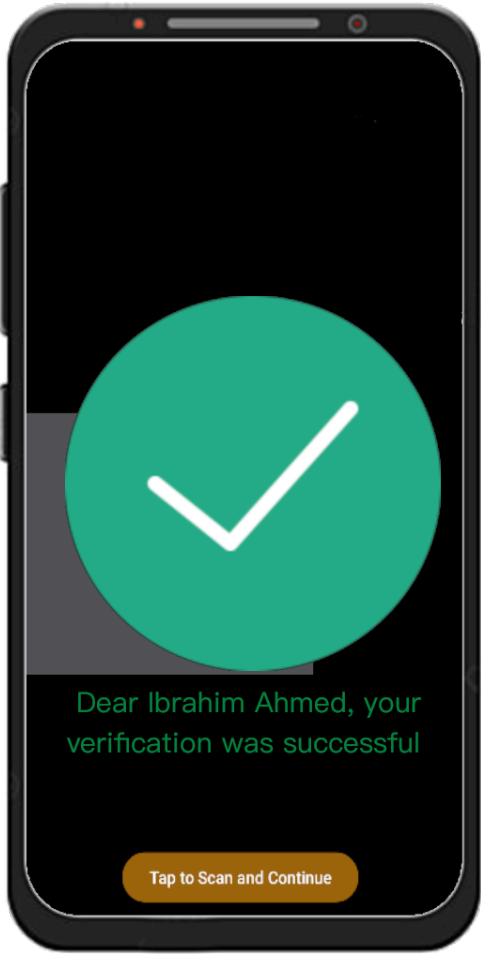 Dear Ibrahim Ahmed, your
verification was successful
Tap to Scan and Continue